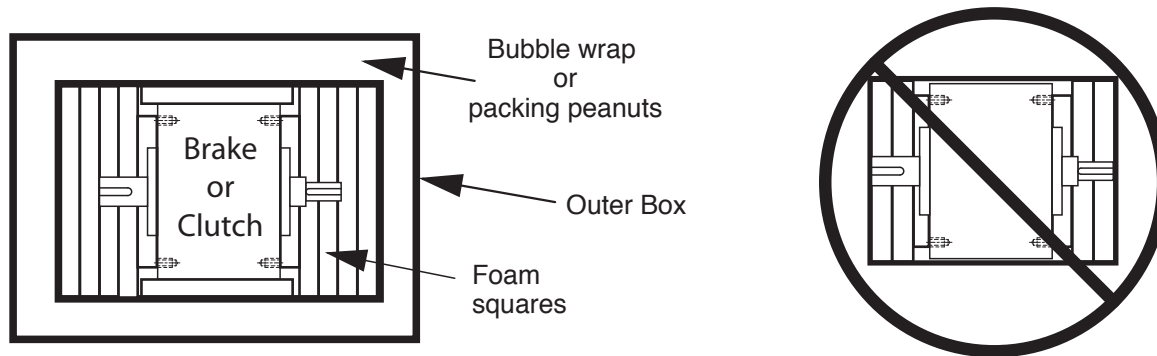 Bubble wrap
or
packing peanuts
Brake
or
Clutch
Outer Box
Foam
squares